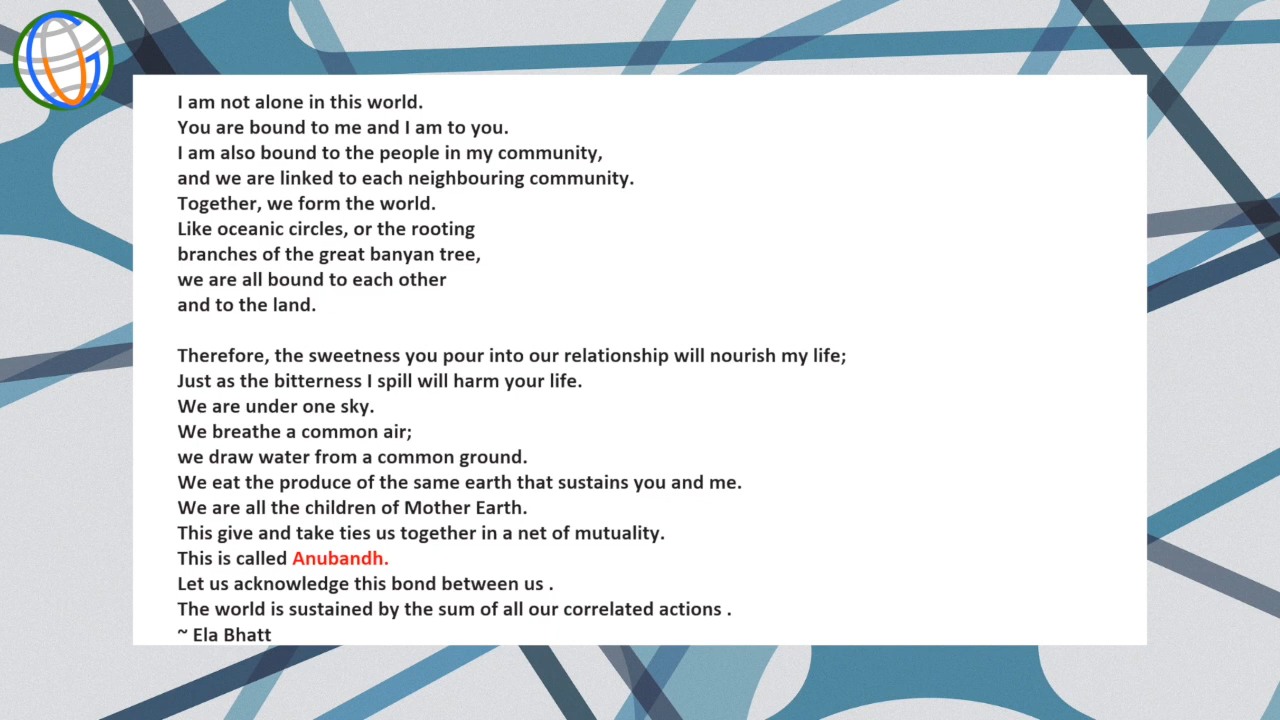 I am not alone in this world.
You are bound to me and I am to you.
I am also bound to the people in my community,
and we are linked to each neighbouring community.
Together, we form the world.
Like oceanic circles, or the rooting
branches of the great banyan tree,
we are all bound to each other
and to the land.
Therefore, the sweetness you pour into our relationship will nourish my life;
Just as the bitterness I spill will harm your life.
We are under one sky.
We breathe a common air;
we draw water from a common ground.
We eat the produce of the same earth that sustains you and me.
We are all the children of Mother Earth.
This give and take ties us together in a net of mutuality.
This is called Anubandh.
Let us acknowledge this bond between us .
The world is sustained by the sum of all our correlated actions .
~ Ela Bhatt